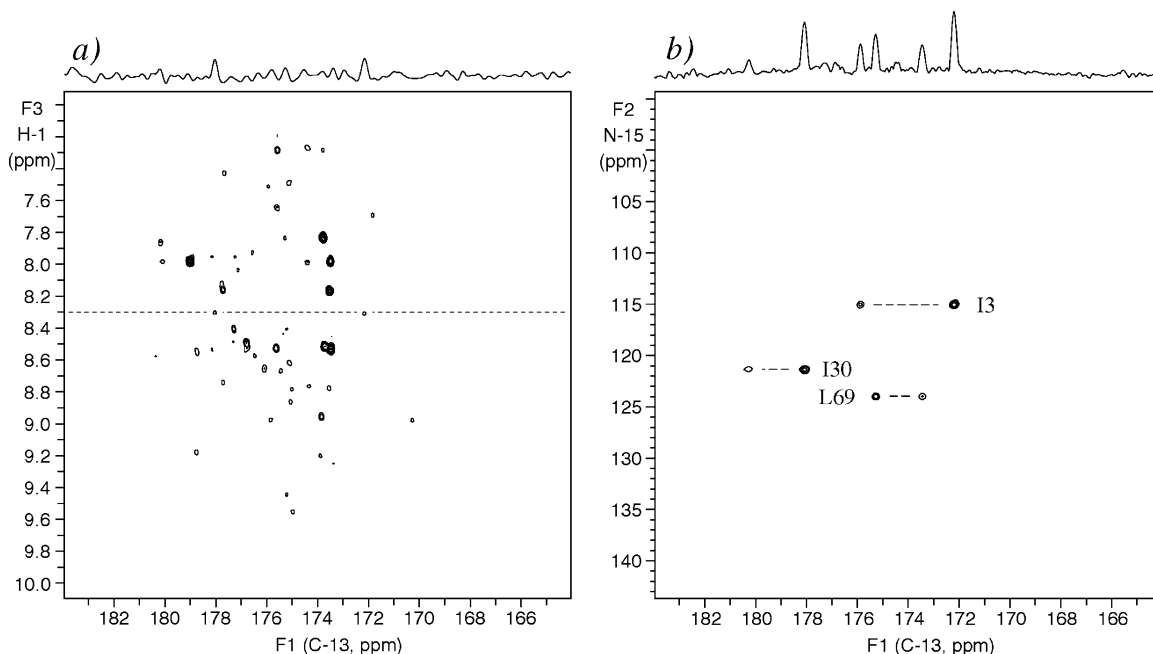 a)
F3
H-1
(ppm)
7.6
7.8
8.0
8.2
8.4
8.6
8.8
9.0
9.2
9.4
9.6
9.8
10.0
182 180 178 176 174 172 170 168 166
F1 (C-13, ppm)
b)
F2
N-15
(ppm)
105
110
115
120
125
130
135
140
I3
I30
L69
182 180 178 176 174 172 170 168 166
F1 (C-13, ppm)